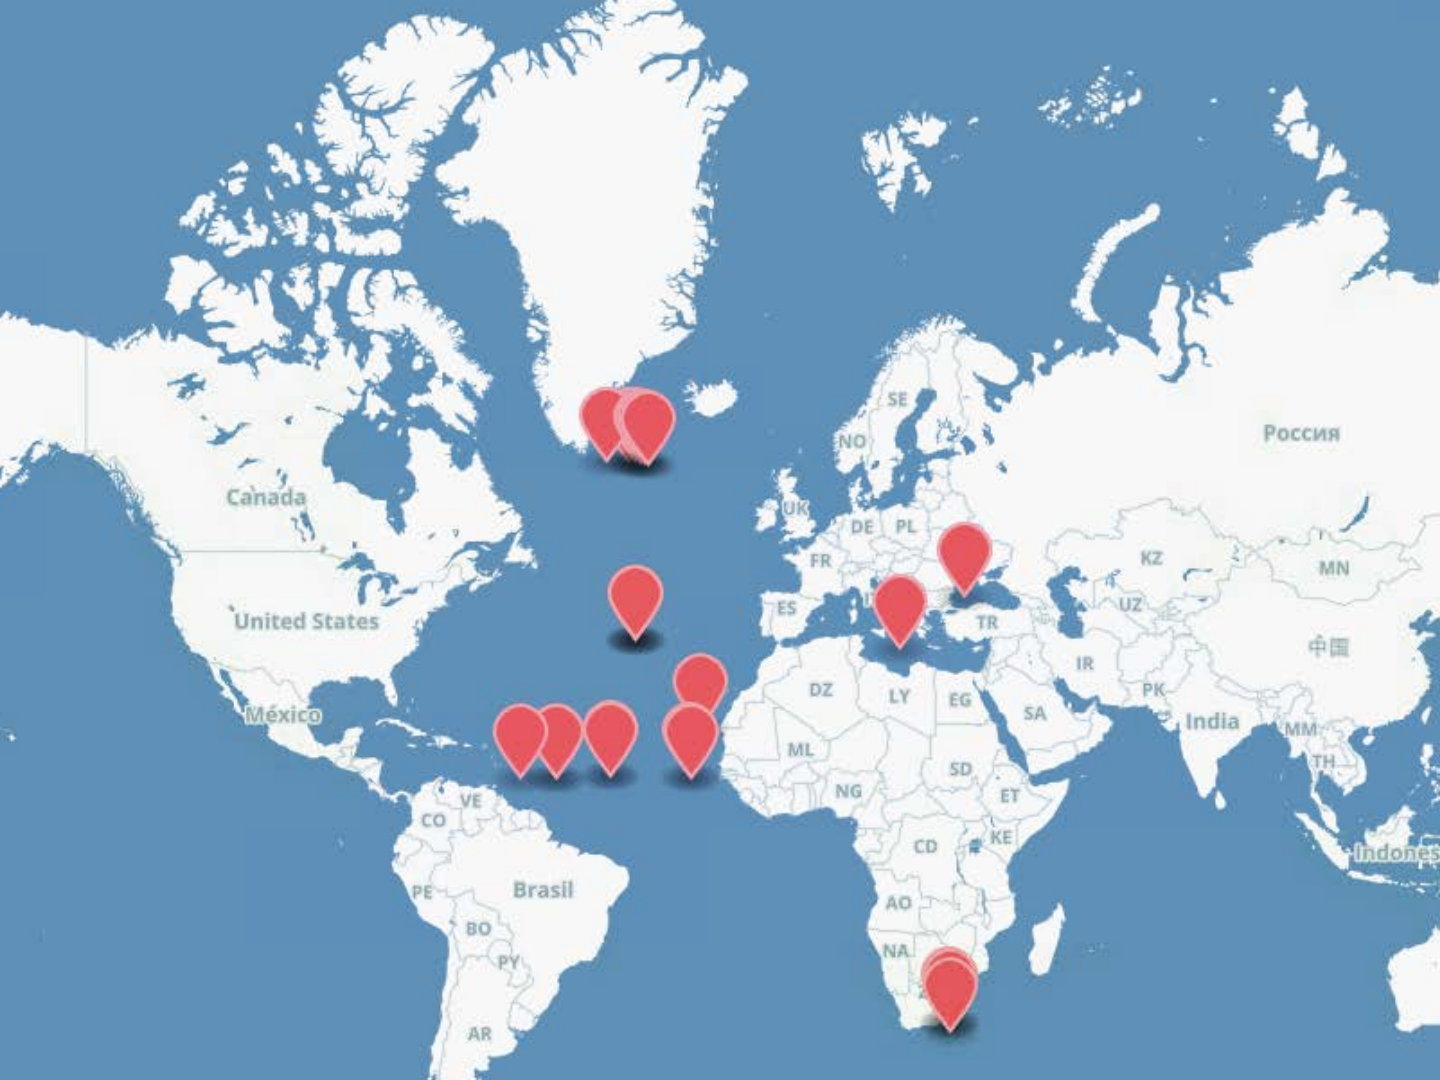 SE
Россия
NO
Canada
UK
DE
PL
FR
KZ
MN
ES
UZ
United States
TR
中国
IR
DZ
LY
EG
PK
México
SA
India
MM
ML
TH
SD
NG
ET
VE
CO
KE
CD
Indones
PE
Brasil
AO
BO
NA
PY
AR